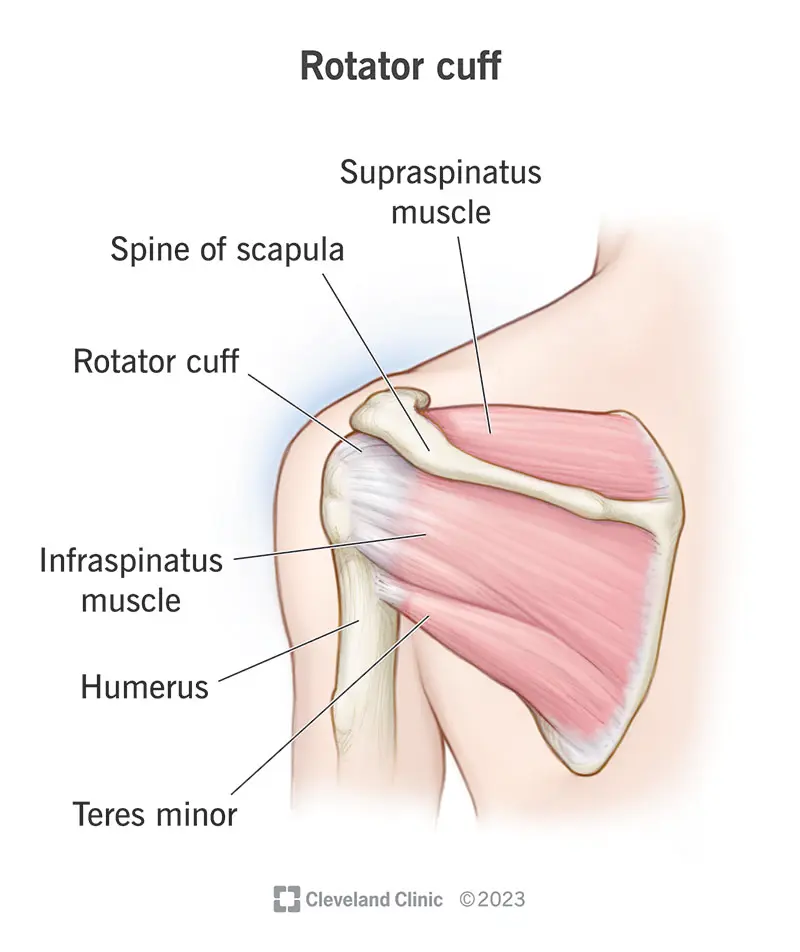 Rotator cuff
Supraspinatus
muscle
Spine of scapula
Rotator cuff
Infraspinatus
muscle
Humerus
Teres minor
Cleveland Clinic ©2023